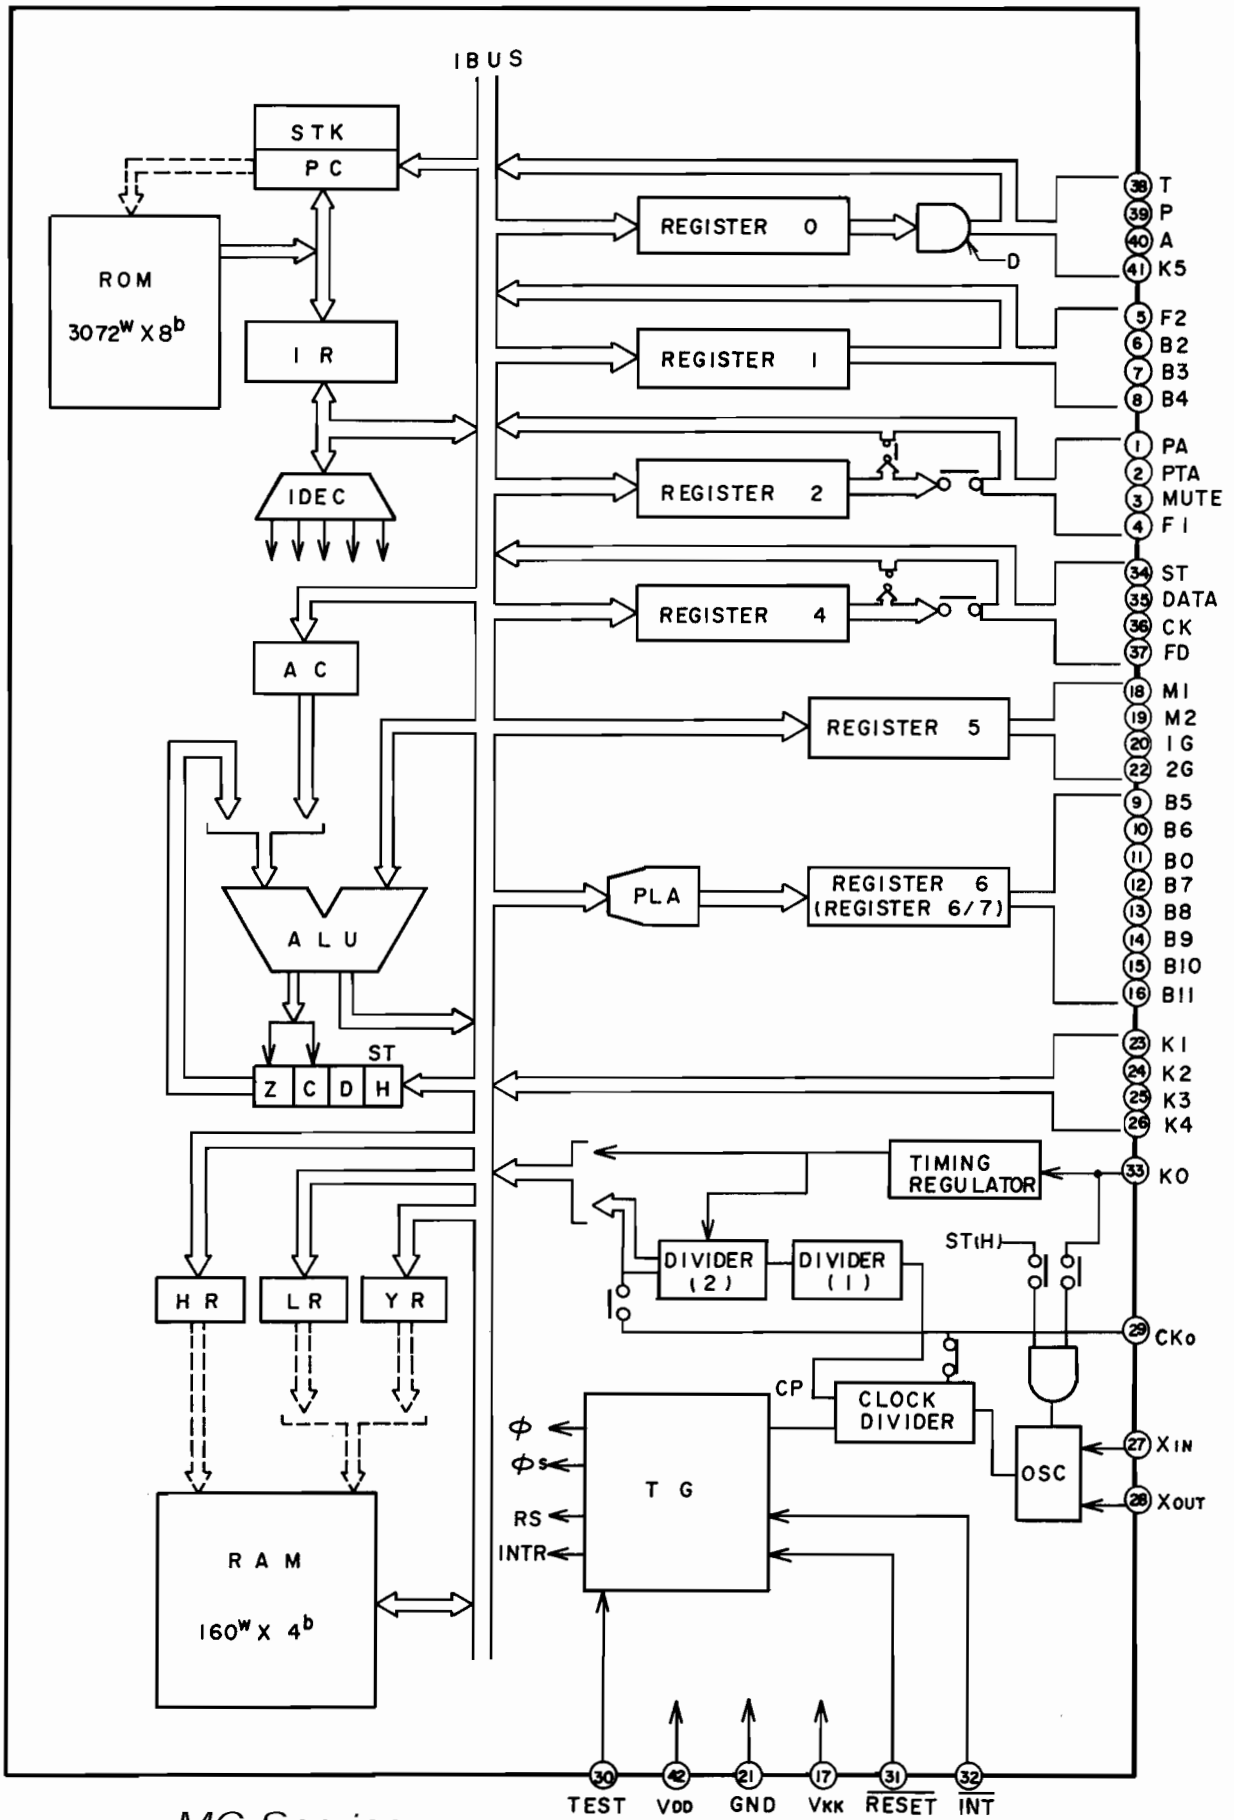 IBUS
STK
PC
ROM
3072ᵂ X 8ᵇ
IR
IDEC
AC
ALU
ST
Z C D H
HR
LR
YR
RAM
160ᵂ X 4ᵇ
REGISTER 0
D
REGISTER 1
REGISTER 2
REGISTER 4
REGISTER 5
PLA
REGISTER 6
(REGISTER 6/7)
TIMING
REGULATOR
ST(H)
DIVIDER
(2)
DIVIDER
(1)
CP
CLOCK
DIVIDER
OSC
TG
ϕ
ϕs
RS
INTR
38 T
39 P
40 A
41 K5
5 F2
6 B2
7 B3
8 B4
1 PA
2 PTA
3 MUTE
4 F1
34 ST
35 DATA
36 CK
37 FD
18 M1
19 M2
20 1G
22 2G
9 B5
10 B6
11 B0
12 B7
13 B8
14 B9
15 B10
16 B11
23 K1
24 K2
25 K3
26 K4
33 KO
29 CKO
27 XIN
28 XOUT
30 42 21 17 31 32
TEST VDD GND VKK RESET INT